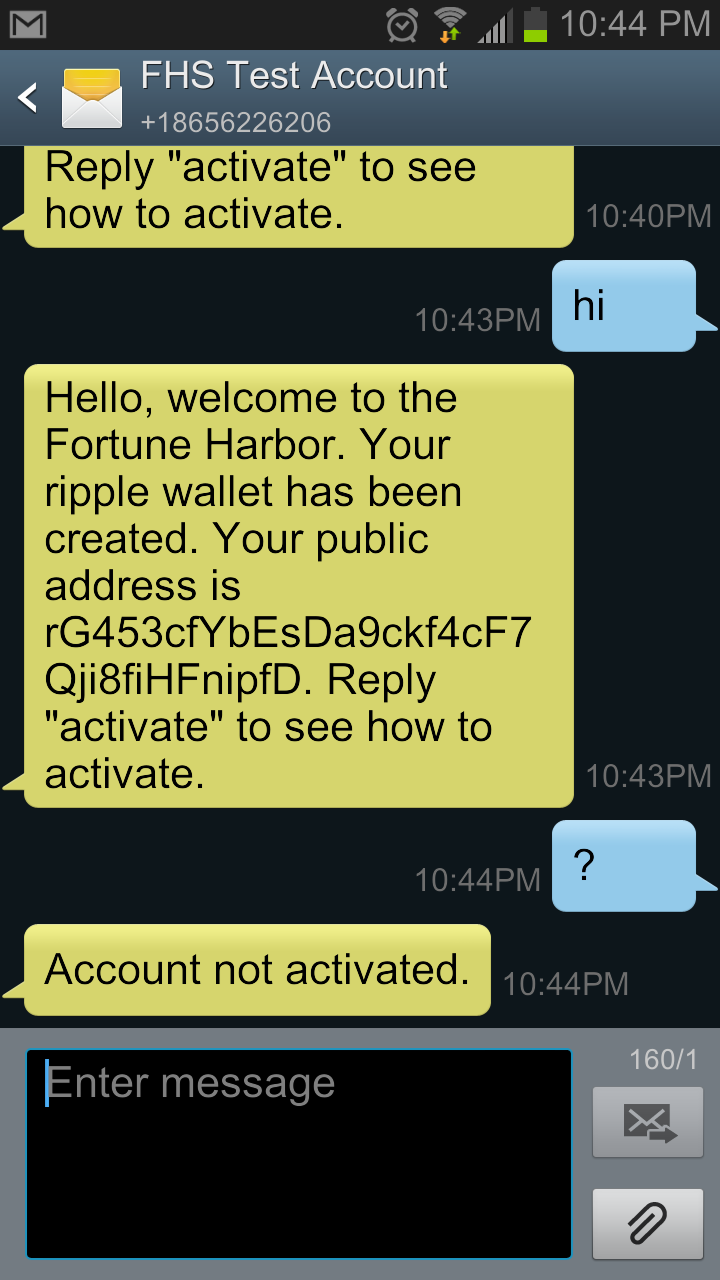 10:44 PM
FHS Test Account
+18656226206
Reply "activate" to see
how to activate.
10:40PM
hi
10:43PM
Hello, welcome to the
Fortune Harbor. Your
ripple wallet has been
created. Your public
address is
rG453cfYbEsDa9ckf4cF7
Qji8fiHFnipfD. Reply
"activate" to see how to
activate.
10:43PM
?
10:44PM
Account not activated.
10:44PM
Enter message
160/1